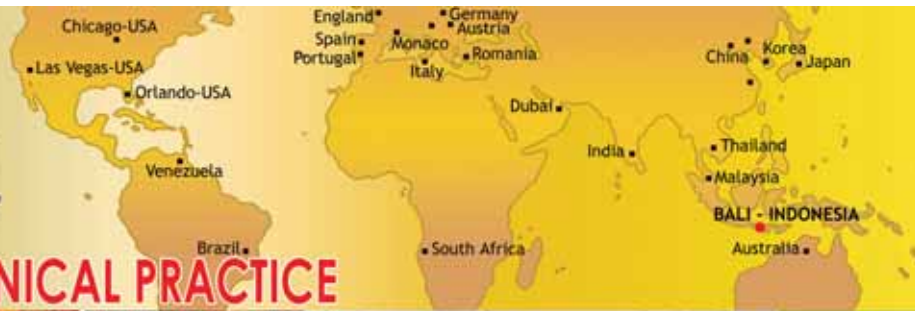 England
Germany
Austria
Chicago-USA
Spain
Monaco
Korea
Portugal
Romania
China
Japan
Las Vegas-USA
Italy
Orlando-USA
Dubai
India
Thailand
Venezuela
Malaysia
BALI - INDONESIA
Brazil
South Africa
Australia
NICAL PRACTICE